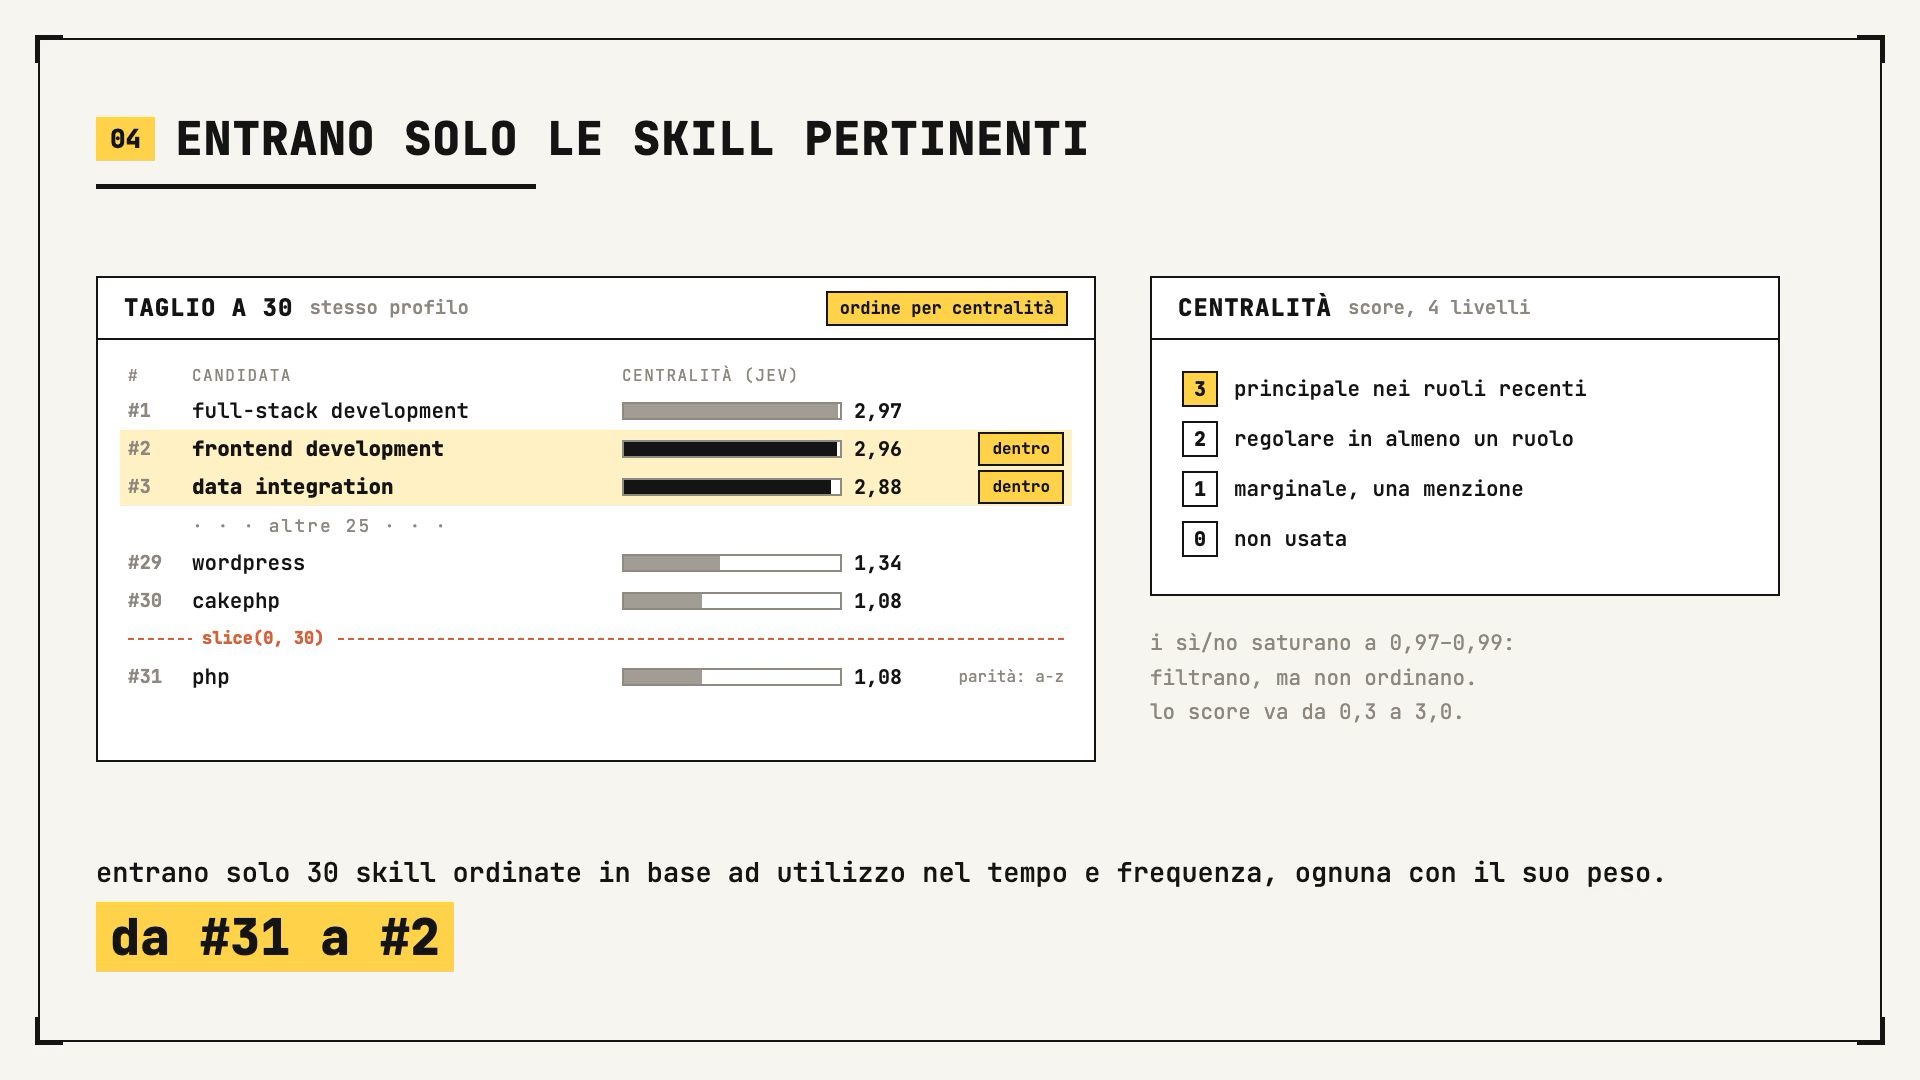 04 ENTRANO SOLO LE SKILL PERTINENTI
TAGLIO A 30 stesso profilo ordine per centralità
# CANDIDATA CENTRALITÀ (JEV)
#1 full-stack development 2,97
#2 frontend development 2,96 dentro
#3 data integration 2,88 dentro
· · · altre 25 · · ·
#29 wordpress 1,34
#30 cakephp 1,08
slice(0, 30)
#31 php 1,08 parità: a-z
CENTRALITÀ score, 4 livelli
3 principale nei ruoli recenti
2 regolare in almeno un ruolo
1 marginale, una menzione
0 non usata
i sì/no saturano a 0,97–0,99:
filtrano, ma non ordinano.
lo score va da 0,3 a 3,0.
entrano solo 30 skill ordinate in base ad utilizzo nel tempo e frequenza, ognuna con il suo peso.
da #31 a #2